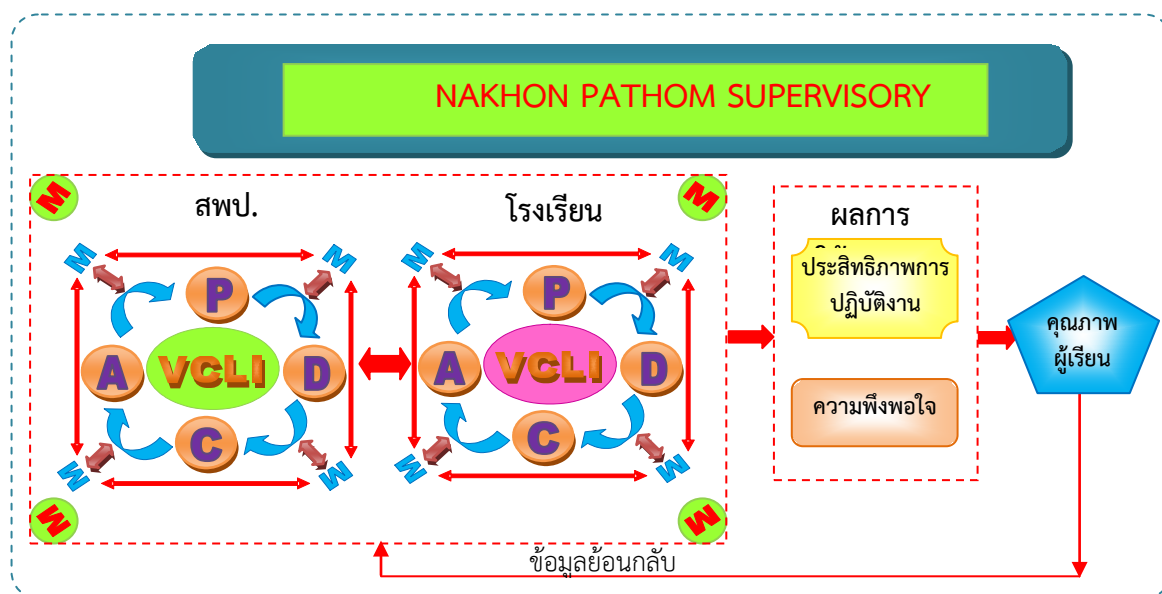 NAKHON PATHOM SUPERVISORY
M
M
สพป.
โรงเรียน
ผลการ
M
M
M
M
P
P
ประสิทธิภาพการ
ปฏิบัติงาน
A
VCLI
D
A
VCLI
D
คุณภาพ
ผู้เรียน
ความพึงพอใจ
C
C
M
M
M
M
M
M
ข้อมูลย้อนกลับ